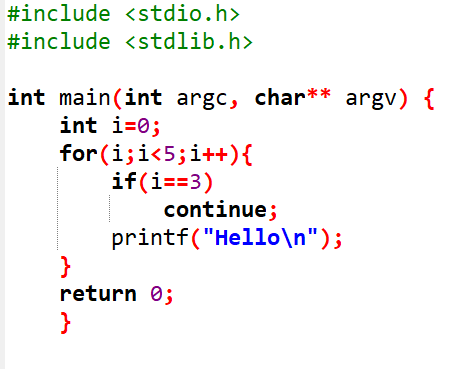 #include <stdio.h>
#include <stdlib.h>

int main(int argc, char** argv) {
    int i=0;
    for(i;i<5;i++){
        if(i==3)
            continue;
        printf("Hello\n");
    }
    return 0;
    }